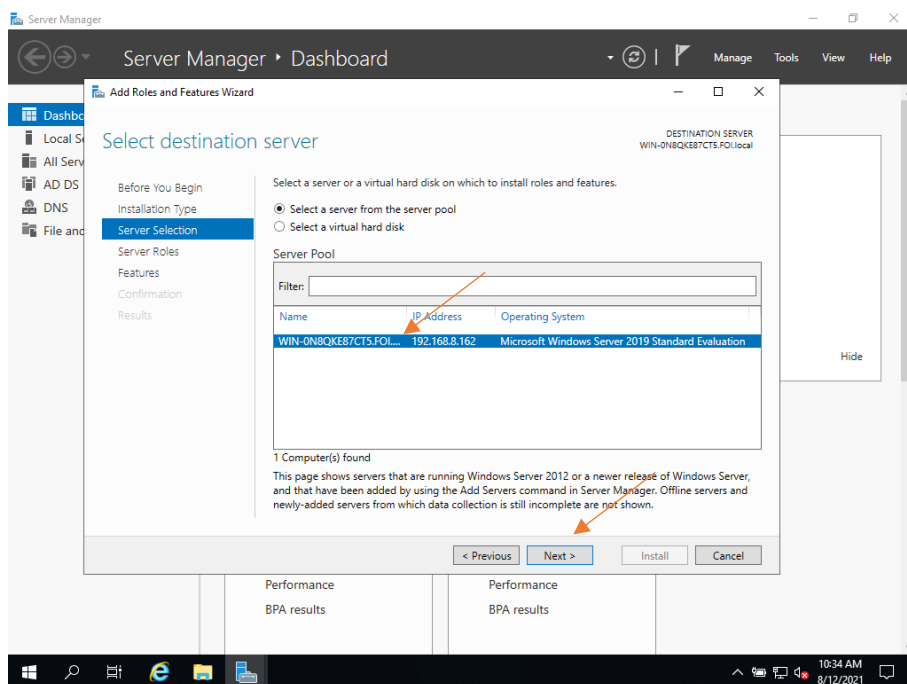 Server Manager
Server Manager ‣ Dashboard
Manage Tools View Help
Add Roles and Features Wizard
Dashbc
Local Se
All Serv
AD DS
DNS
File and
Select destination server
DESTINATION SERVER
WIN-0N8QKE87CT5.FOI.local
Before You Begin
Installation Type
Server Selection
Server Roles
Features
Confirmation
Results
Select a server or a virtual hard disk on which to install roles and features.
Select a server from the server pool
Select a virtual hard disk
Server Pool
Filter:
Name IP Address Operating System
WIN-0N8QKE87CT5.FOI.... 192.168.8.162 Microsoft Windows Server 2019 Standard Evaluation
1 Computer(s) found
This page shows servers that are running Windows Server 2012 or a newer release of Windows Server,
and that have been added by using the Add Servers command in Server Manager. Offline servers and
newly-added servers from which data collection is still incomplete are not shown.
< Previous Next > Install Cancel
Hide
Performance Performance
BPA results BPA results
10:34 AM
8/12/2021